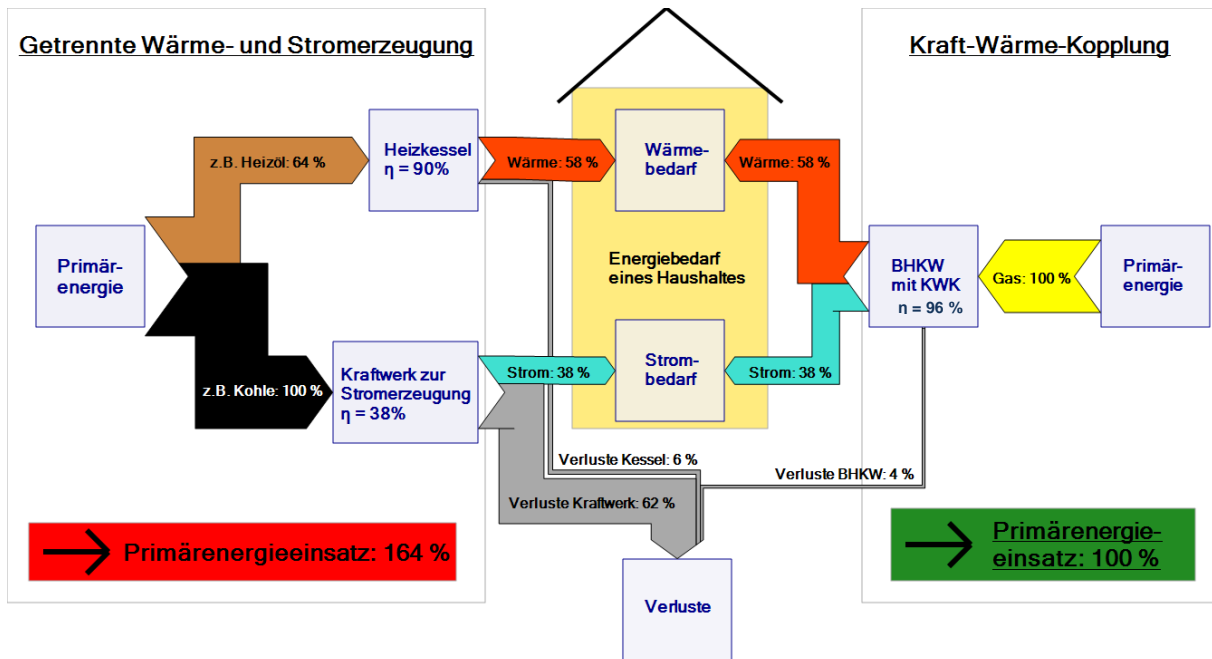 Getrennte Wärme- und Stromerzeugung
Kraft-Wärme-Kopplung
z.B. Heizöl: 64 %
Heizkessel
η = 90%
Wärme: 58 %
Wärme-
bedarf
Wärme: 58 %
Primär-
energie
Energiebedarf
eines Haushaltes
BHKW
mit KWK
η = 96 %
Gas: 100 %
Primär-
energie
z.B. Kohle: 100 %
Kraftwerk zur
Stromerzeugung
η = 38%
Strom: 38 %
Strom-
bedarf
Strom: 38 %
Verluste Kessel: 6 %
Verluste BHKW: 4 %
Verluste Kraftwerk: 62 %
Primärenergieeinsatz: 164 %
Primärenergie-
einsatz: 100 %
Verluste